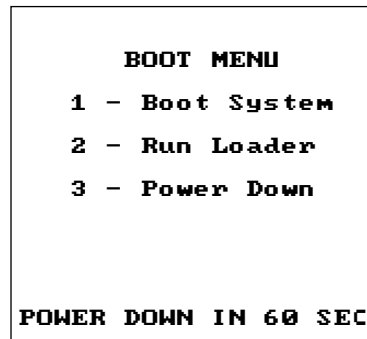 BOOT MENU
1 - Boot System
2 - Run Loader
3 - Power Down
POWER DOWN IN 60 SEC